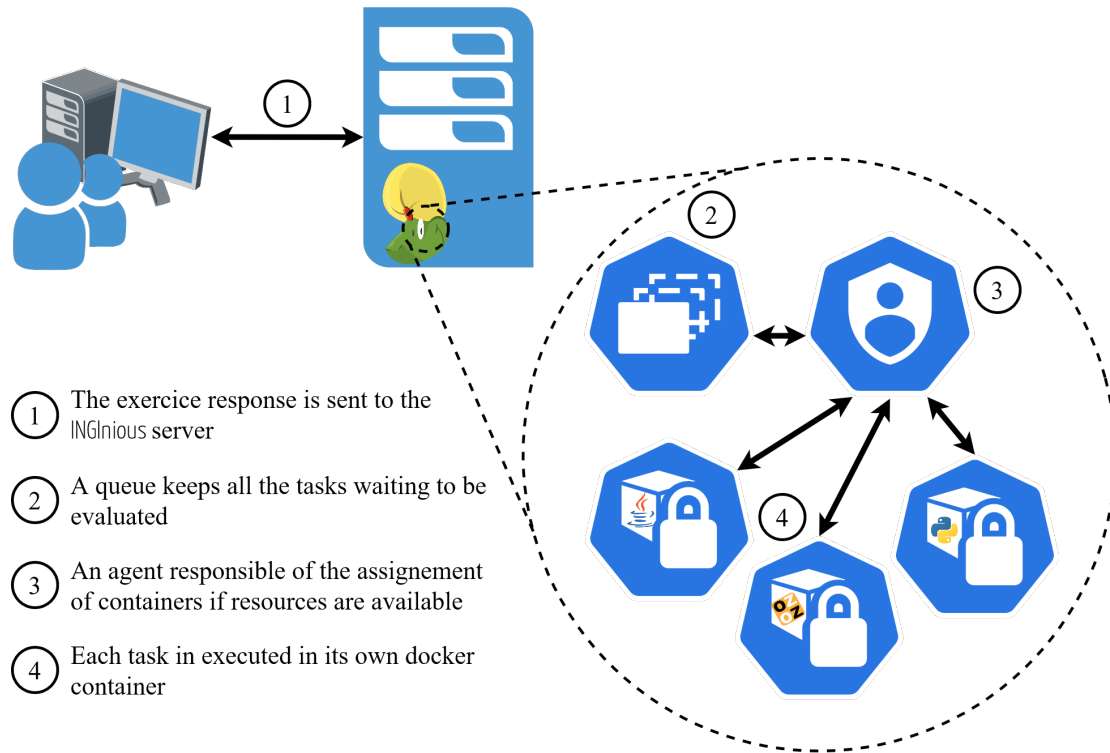 1
2
3
4
1 The exercice response is sent to the
INGInious server
2 A queue keeps all the tasks waiting to be
evaluated
3 An agent responsible of the assignement
of containers if resources are available
4 Each task in executed in its own docker
container